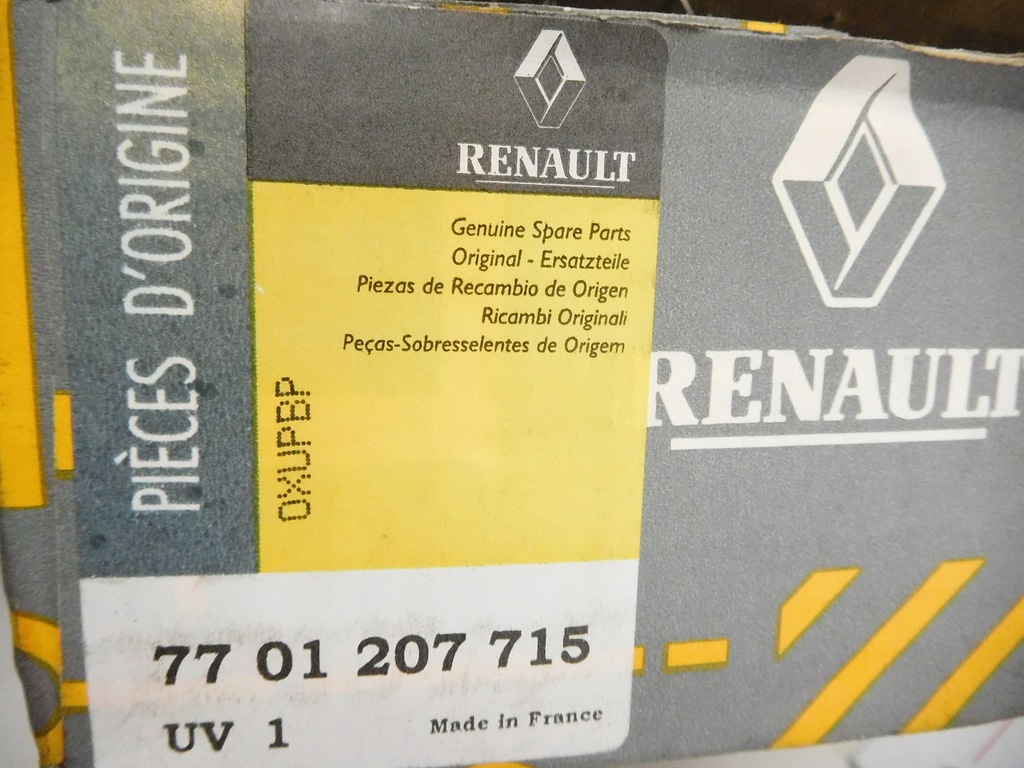 PIÈCES D'ORIGINE
RENAULT
Genuine Spare Parts
Original - Ersatzteile
Piezas de Recambio de Origen
Ricambi Originali
Peças-Sobresselentes de Origem
OXUPBP
77 01 207 715
UV 1
Made in France
RENAULT